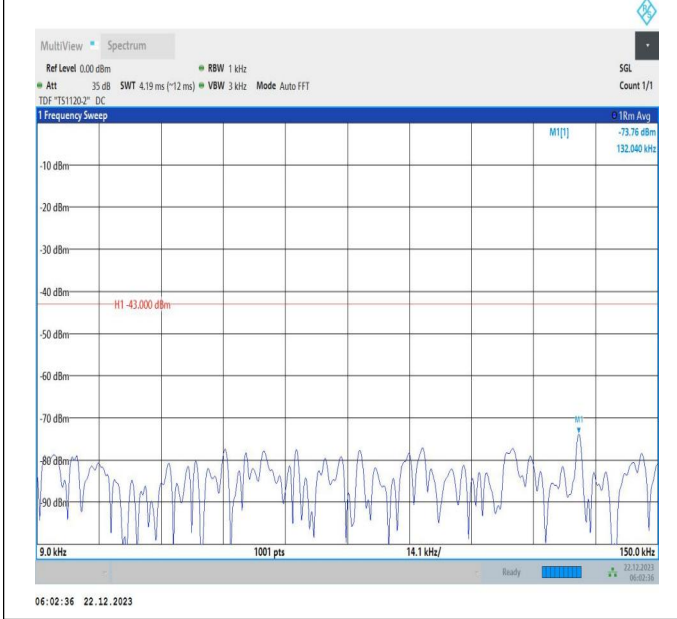 MultiView Spectrum
Ref Level 0.00 dBm RBW 1 kHz SGL
Att 35 dB SWT 4.19 ms (~12 ms) VBW 3 kHz Mode Auto FFT Count 1/1
TDF "TS1120-2" DC
1 Frequency Sweep 1Rm Avg
M1[1] -73.76 dBm
132.040 kHz
-10 dBm
-20 dBm
-30 dBm
-40 dBm
H1 -43.000 dBm
-50 dBm
-60 dBm
-70 dBm
M1
-80 dBm
-90 dBm
9.0 kHz 1001 pts 14.1 kHz/ 150.0 kHz
Ready 22.12.2023
06:02:36
06:02:36 22.12.2023